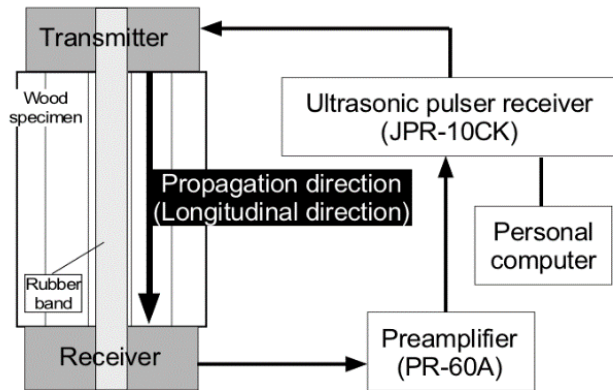 Transmitter
Wood
specimen
Ultrasonic pulser receiver
(JPR-10CK)
Propagation direction
(Longitudinal direction)
Personal
computer
Rubber
band
Preamplifier
(PR-60A)
Receiver